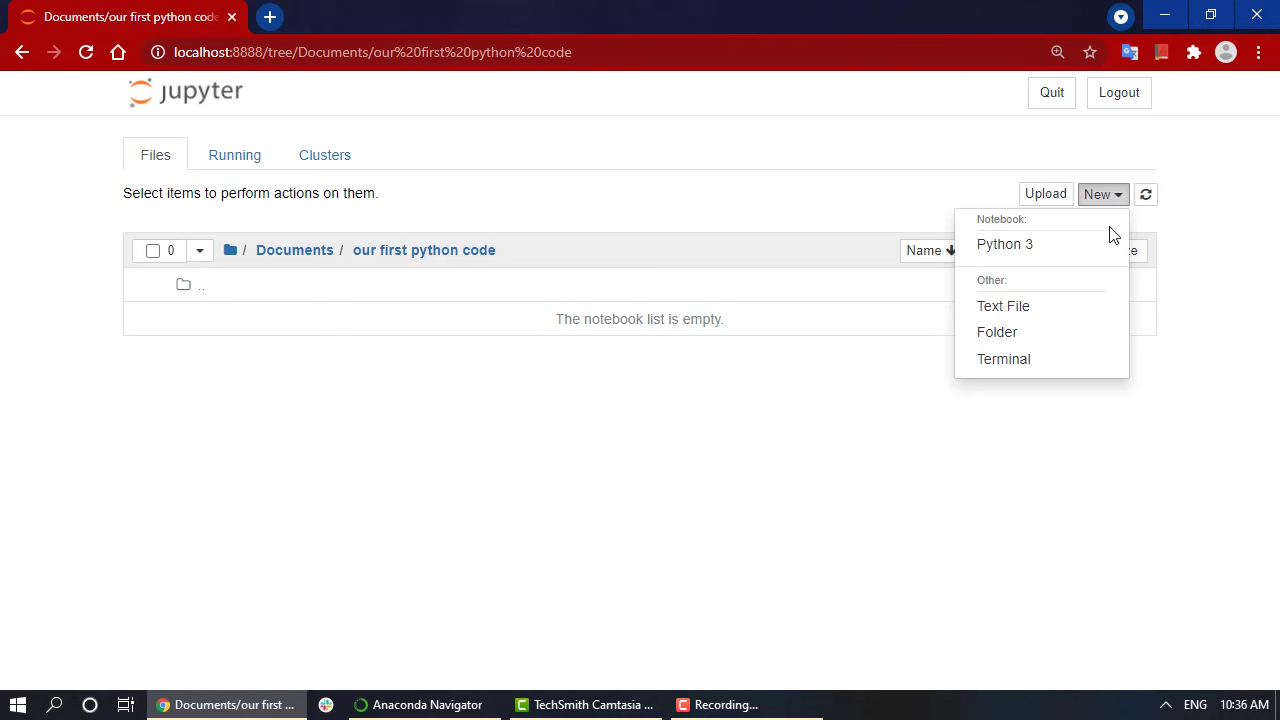 Documents/our first python code
localhost:8888/tree/Documents/our%20first%20python%20code
jupyter
Quit
Logout
Files
Running
Clusters
Select items to perform actions on them.
Upload
New
Notebook:
Python 3
Other:
Text File
Folder
Terminal
0
/ Documents / our first python code
Name
..
The notebook list is empty.
Documents/our first ...
Anaconda Navigator
TechSmith Camtasia ...
Recording...
ENG
10:36 AM